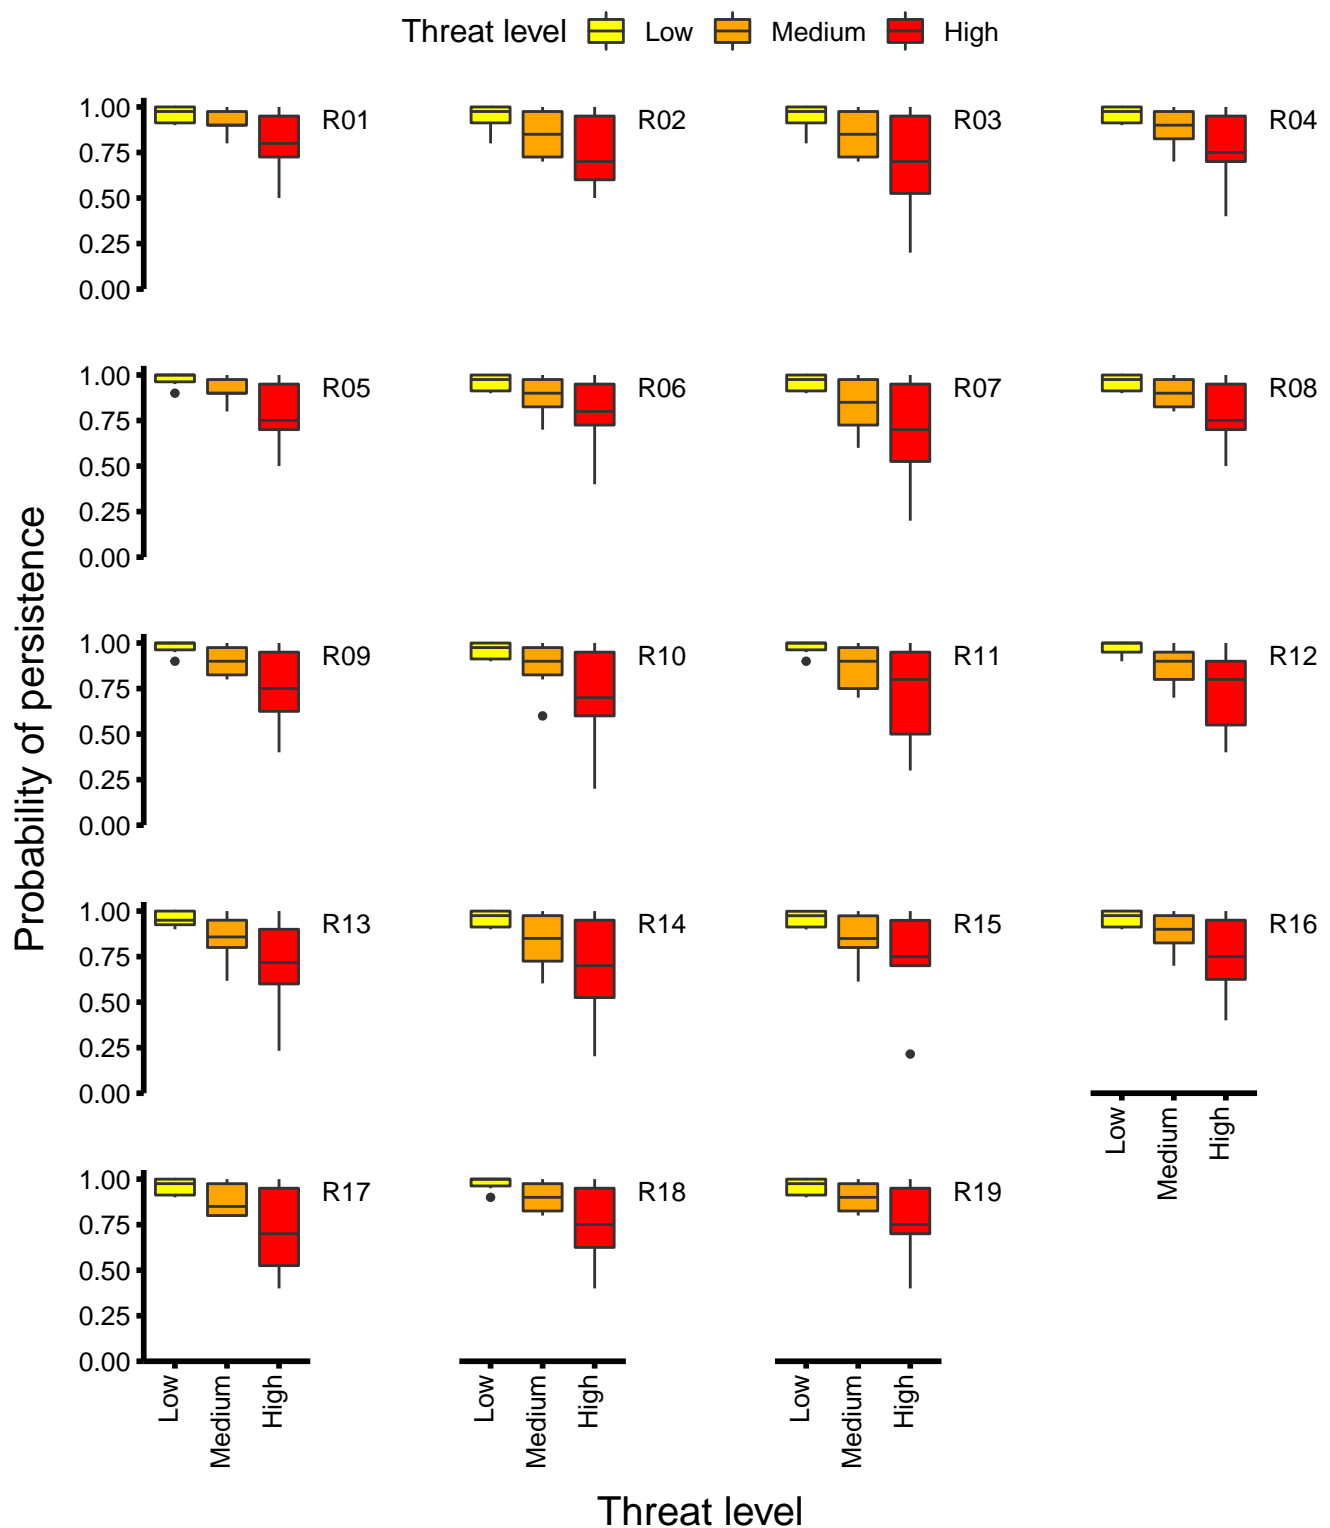 Threat level Low Medium High
1.00
0.75
0.50
0.25
0.00
R01
R02
R03
R04
1.00
0.75
0.50
0.25
0.00
R05
R06
R07
R08
1.00
0.75
0.50
0.25
0.00
R09
R10
R11
R12
1.00
0.75
0.50
0.25
0.00
R13
R14
R15
R16
Low
Medium
High
1.00
0.75
0.50
0.25
0.00
R17
R18
R19
Low
Medium
High
Low
Medium
High
Low
Medium
High
Probability of persistence
Threat level